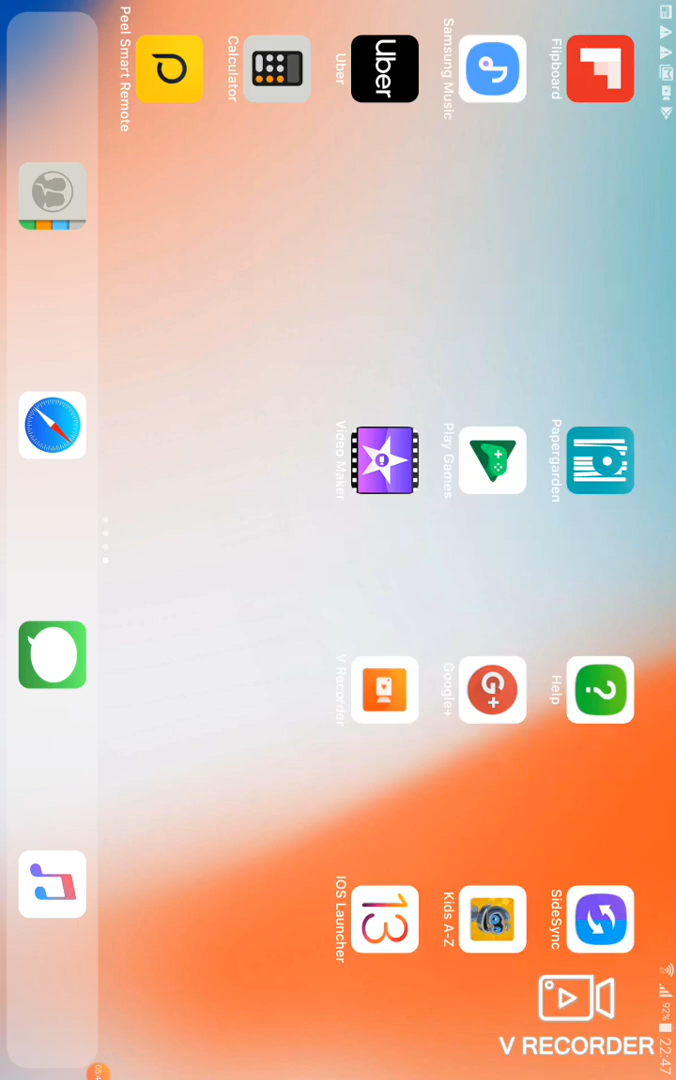 92% 22:47
Flipboard
Papergarden
Help
SideSync
Samsung Music
Play Games
G+
Google+
Kids A-Z
Uber
Uber
Video Maker
V Recorder
13
IOS Launcher
Calculator
Peel Smart Remote
V RECORDER